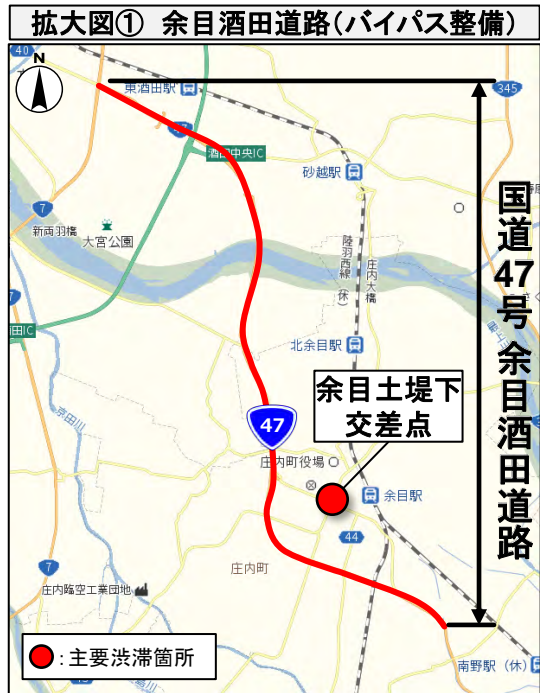 拡大図① 余目酒田道路(バイパス整備)
40
N
東酒田駅
345
47
酒田中央IC
砂越駅
7
新両羽橋
大宮公園
陸羽西線(休)
庄内大橋
国道47号 余目酒田道路
7
田IC
北余目駅
余目土堤下
交差点
京田川
47
庄内町役場
余目駅
44
7
庄内町
庄内臨空工業団地
:主要渋滞箇所
南野駅(休)